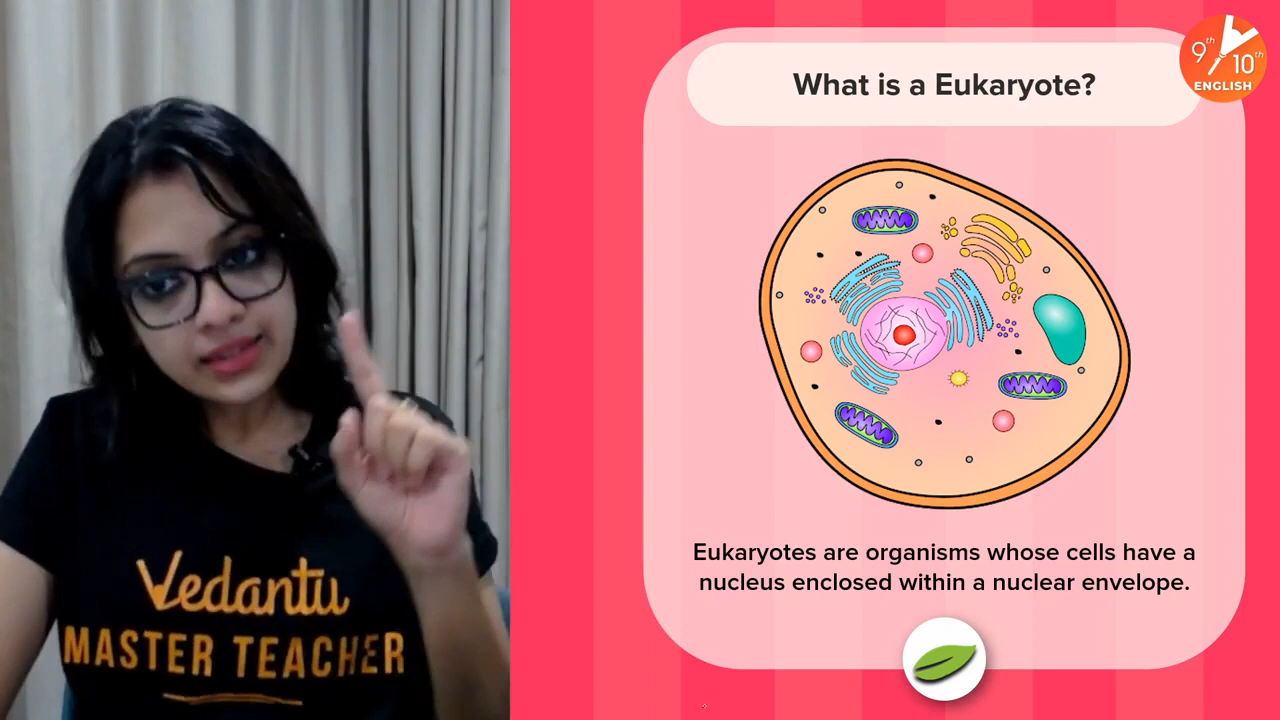 What is a Eukaryote?
9th
10th
ENGLISH
Vedantu
MASTER TEACHER
Eukaryotes are organisms whose cells have a
nucleus enclosed within a nuclear envelope.